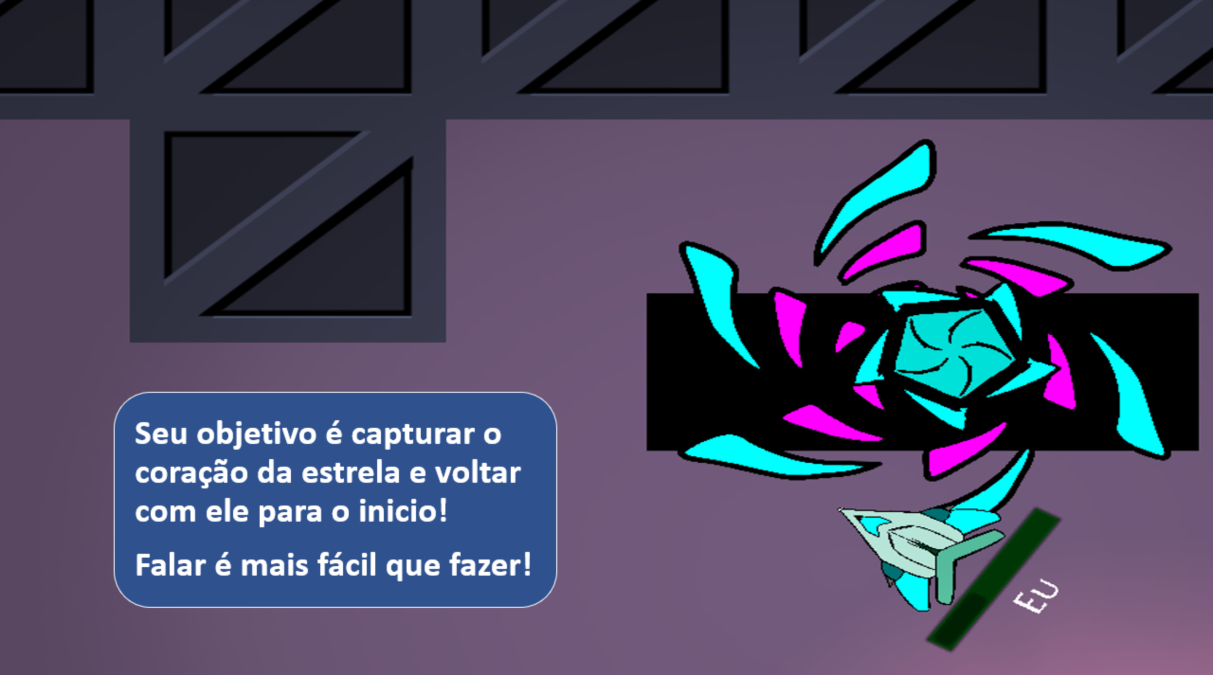 Seu objetivo é capturar o
coração da estrela e voltar
com ele para o inicio!
Falar é mais fácil que fazer!
EU